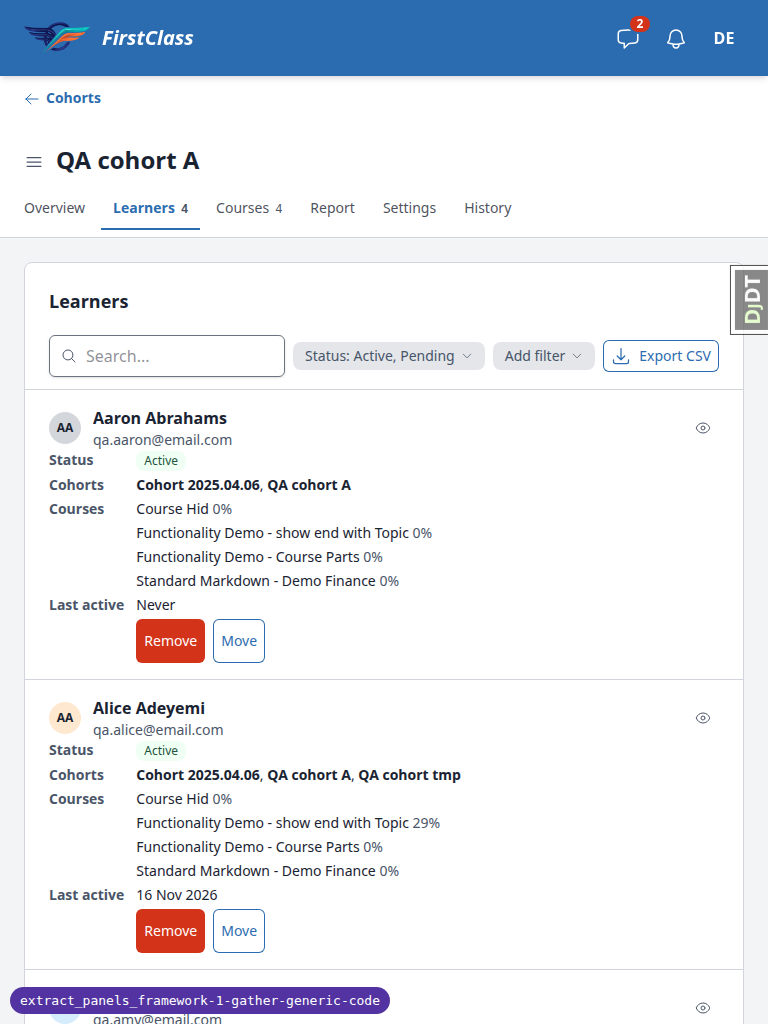 FirstClass
2
DE
Cohorts
QA cohort A
Overview Learners 4 Courses 4 Report Settings History
DjDT
Learners
Search... Status: Active, Pending Add filter Export CSV
AA Aaron Abrahams
qa.aaron@email.com
Status Active
Cohorts Cohort 2025.04.06, QA cohort A
Courses Course Hid 0%
Functionality Demo - show end with Topic 0%
Functionality Demo - Course Parts 0%
Standard Markdown - Demo Finance 0%
Last active Never
Remove Move
AA Alice Adeyemi
qa.alice@email.com
Status Active
Cohorts Cohort 2025.04.06, QA cohort A, QA cohort tmp
Courses Course Hid 0%
Functionality Demo - show end with Topic 29%
Functionality Demo - Course Parts 0%
Standard Markdown - Demo Finance 0%
Last active 16 Nov 2026
Remove Move
extract_panels_framework-1-gather-generic-code
qa.amy@email.com